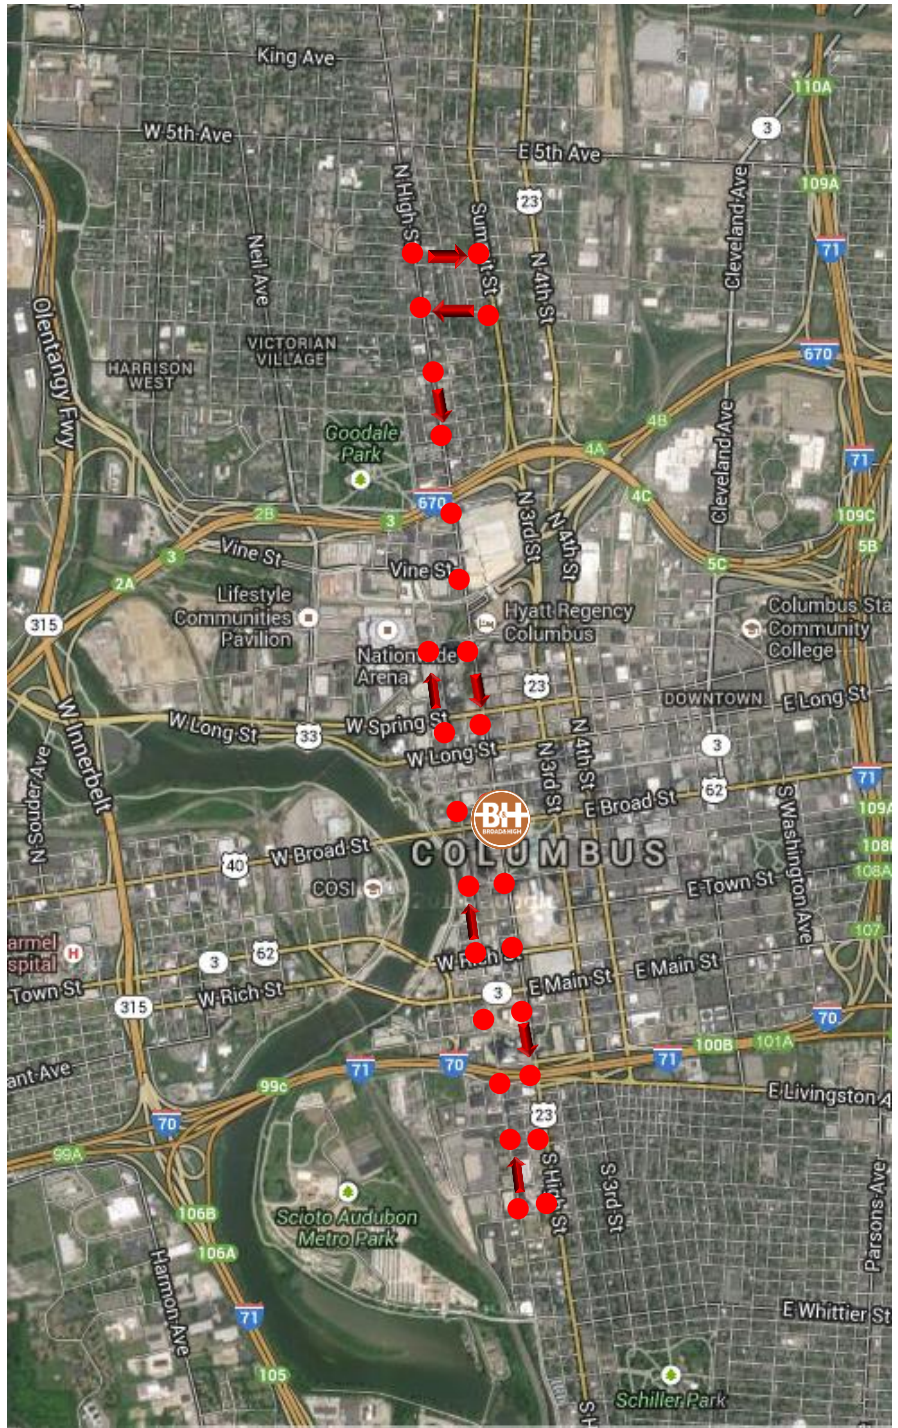 King Ave
110A
3
W 5th Ave
E 5th Ave
109A
23
N High S
Summit St
Cleveland Ave
Neil Ave
N 4th St
71
Olentangy Fwy
VICTORIAN
VILLAGE
HARRISON
WEST
670
4B
Goodale
Park
4A
71
Cleveland Ave
670
4C
N 3rd St
N 4th St
2B
3
109C
5B
Vine St
3
Vine St
5C
2A
Lifestyle
Communities
Pavilion
315
Hyatt Regency
Columbus
Columbus Sta
Community
College
Nationwide
Arena
23
DOWNTOWN
E Long St
W Innerbelt
W Long St
33
W Spring St
W Long St
N 3rd St
N 4th St
3
71
N Souder Ave
62
S Washington Ave
E Broad St
109A
B&H
BROAD&HIGH
W Broad St
40
COLUMBUS
108B
108A
COSI
E Town St
107
armel
spital
H
62
3
W Rich St
E Main St
E Main St
Town St
W Rich St
3
315
70
100B
101A
71
70
71
ant Ave
99c
E Livingston A
70
23
99A
S High St
S 3rd St
Parsons Ave
106B
Scioto Audubon
Metro Park
106A
Harmon Ave
71
E Whittier St
105
Schiller Park
S H